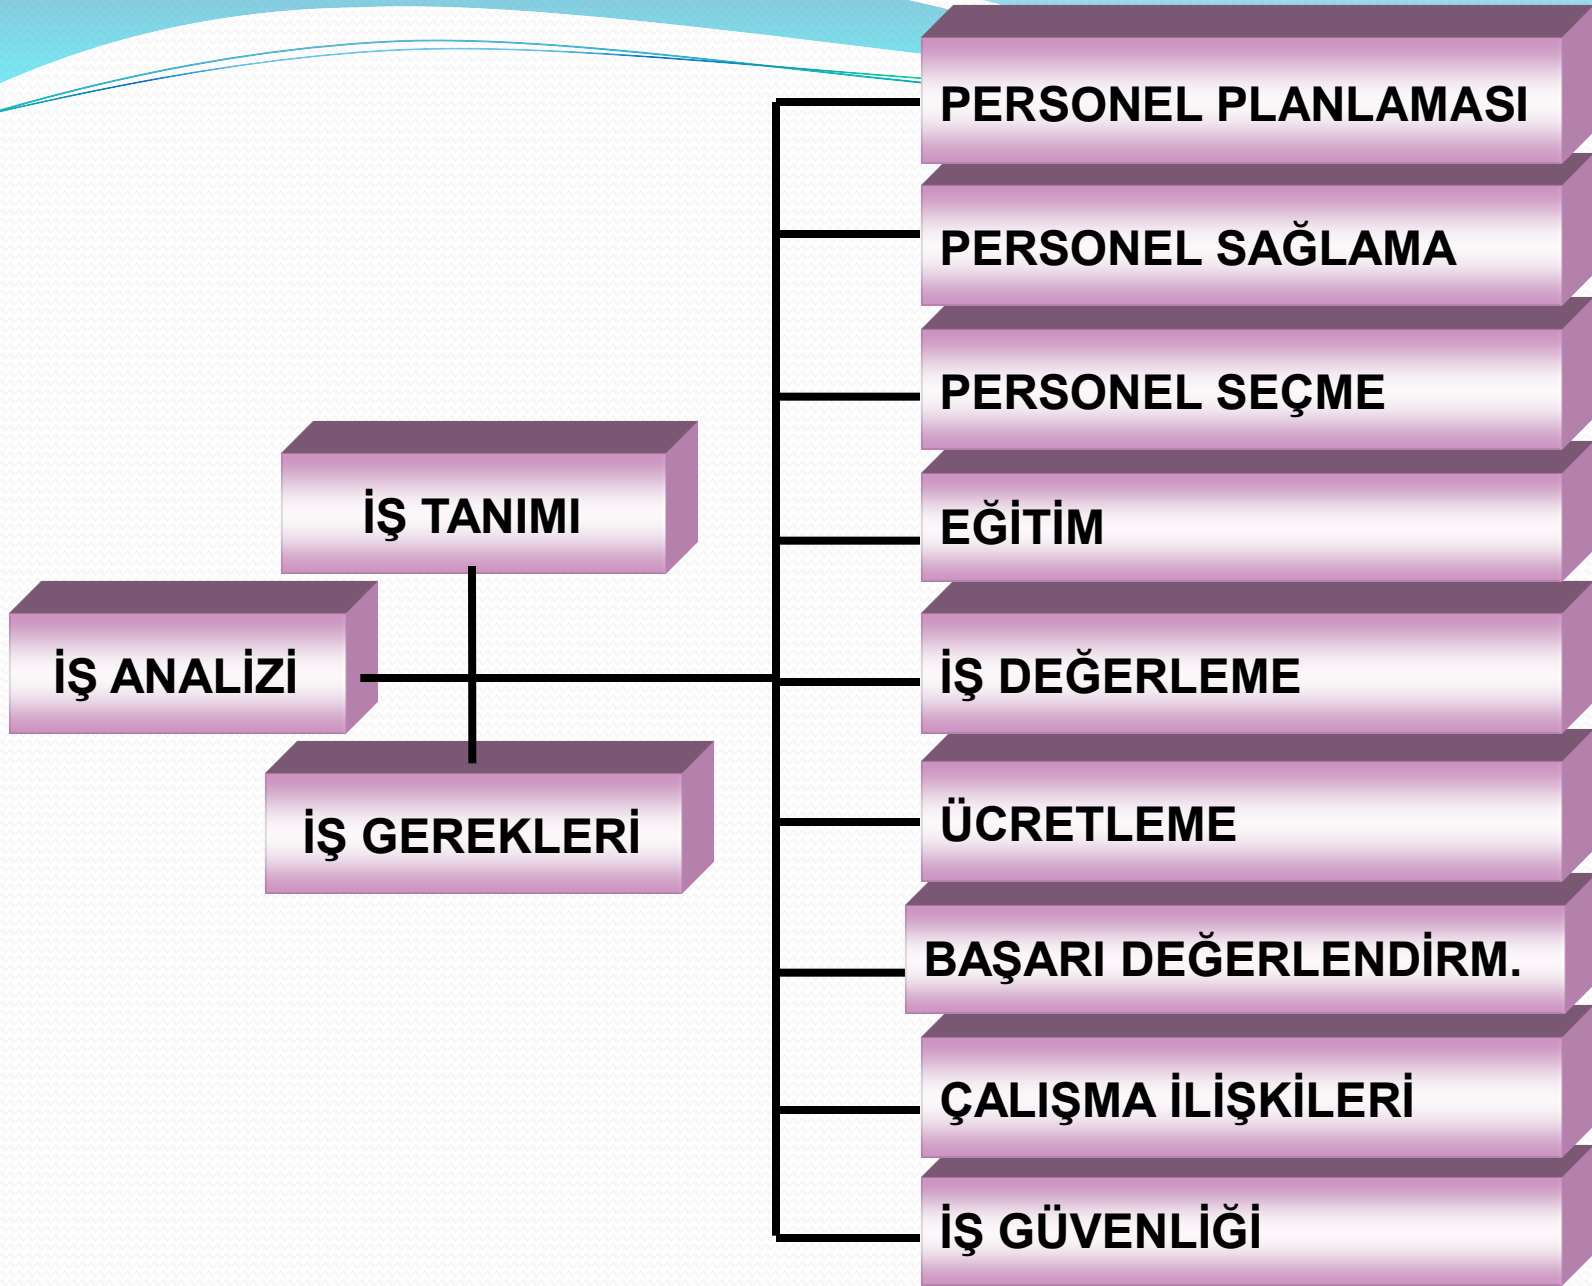 PERSONEL PLANLAMASI
PERSONEL SAĞLAMA
PERSONEL SEÇME
İŞ TANIMI
EĞİTİM
İŞ ANALİZİ
İŞ DEĞERLEME
İŞ GEREKLERİ
ÜCRETLEME
BAŞARI DEĞERLENDİRM.
ÇALIŞMA İLİŞKİLERİ
İŞ GÜVENLİĞİ